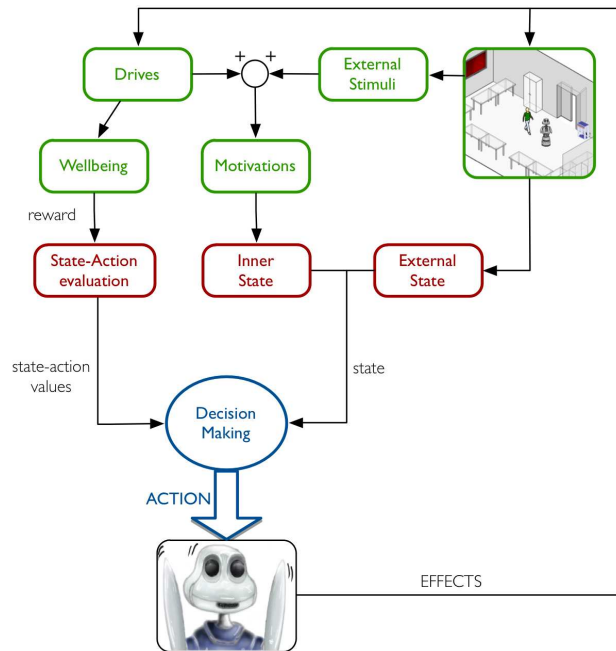 + +
Drives
External
Stimuli
Wellbeing
Motivations
reward
State-Action
evaluation
Inner
State
External
State
state-action
values
state
Decision
Making
ACTION
EFFECTS